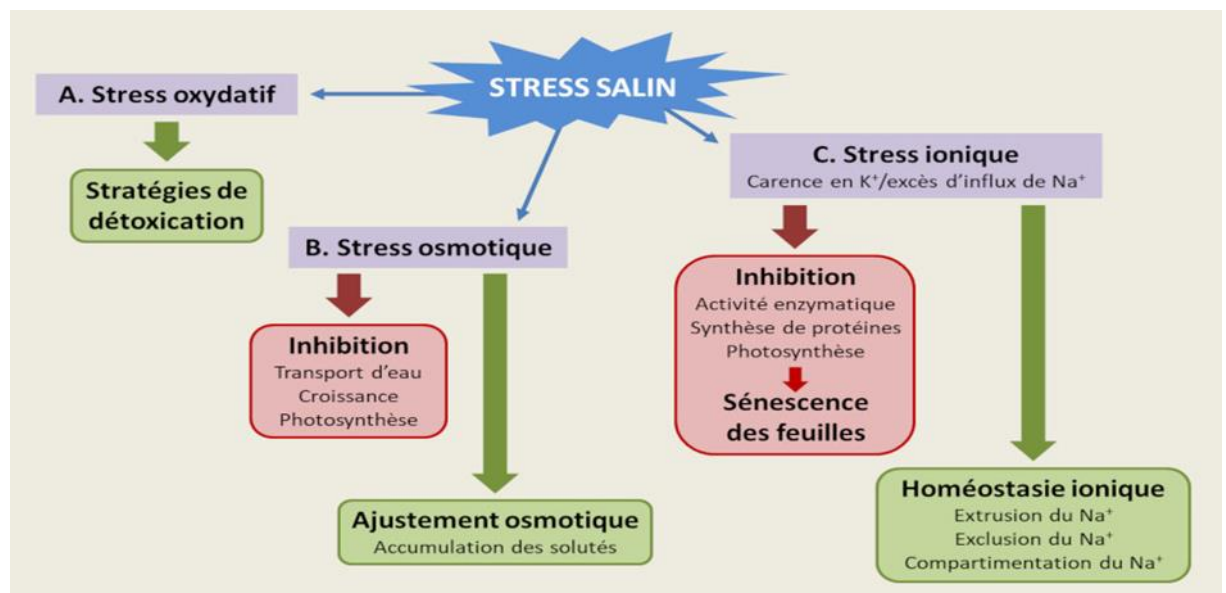 STRESS SALIN
A. Stress oxydatif
Stratégies de
détoxication
B. Stress osmotique
Inhibition
Transport d'eau
Croissance
Photosynthèse
Ajustement osmotique
Accumulation des solutés
C. Stress ionique
Carence en K⁺/excès d'influx de Na⁺
Inhibition
Activité enzymatique
Synthèse de protéines
Photosynthèse
Sénescence
des feuilles
Homéostasie ionique
Extrusion du Na⁺
Exclusion du Na⁺
Compartimentation du Na⁺